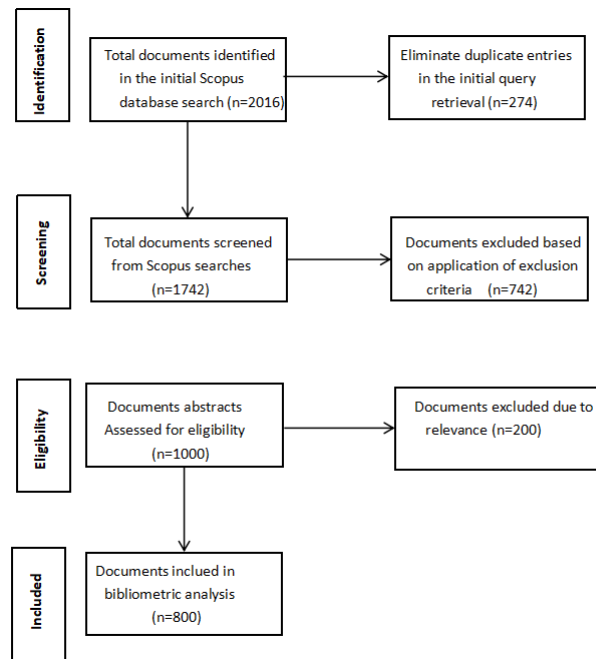 Identification
Total documents identified
in the initial Scopus
database search (n=2016)
Eliminate duplicate entries
in the initial query
retrieval (n=274)
Screening
Total documents screened
from Scopus searches
(n=1742)
Documents excluded based
on application of exclusion
criteria (n=742)
Eligibility
Documents abstracts
Assessed for eligibility
(n=1000)
Documents excluded due to
relevance (n=200)
Included
Documents inclued in
bibliometric analysis
(n=800)